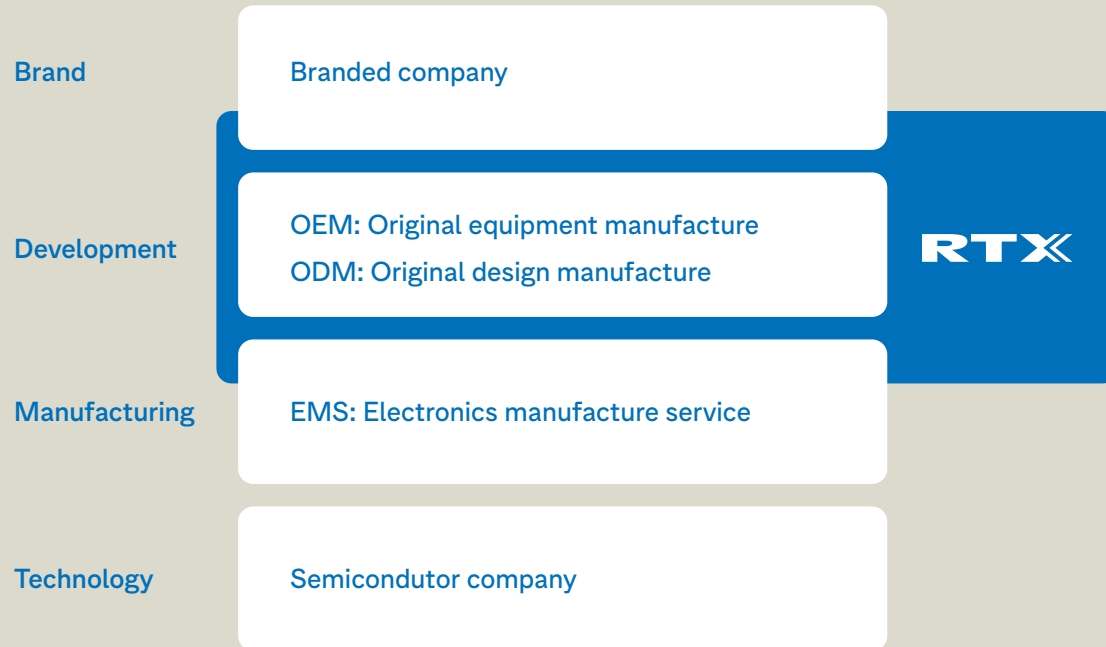 Brand
Branded company
Development
OEM: Original equipment manufacture
ODM: Original design manufacture
RTX
Manufacturing
EMS: Electronics manufacture service
Technology
Semicondutor company